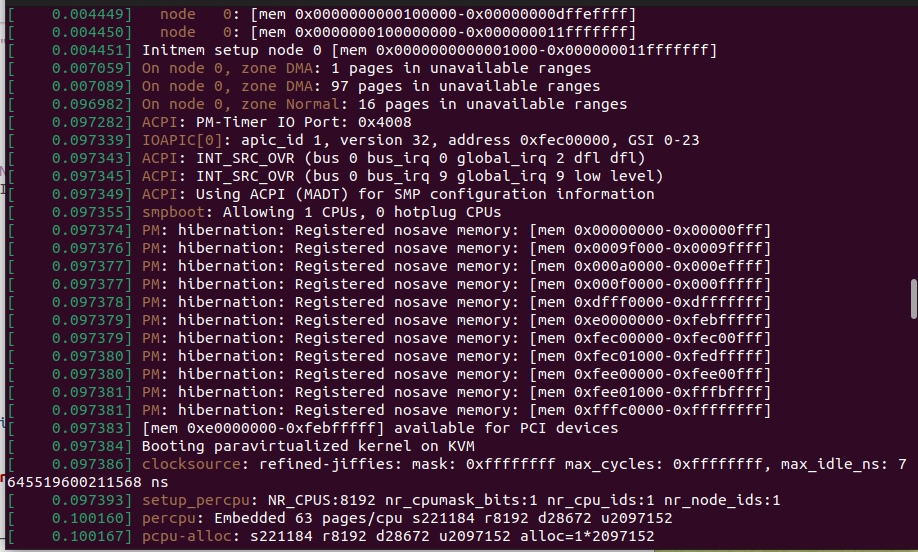 [    0.004449]   node   0: [mem 0x0000000000100000-0x00000000dffeffff]
[    0.004450]   node   0: [mem 0x0000000100000000-0x000000011fffffff]
[    0.004451] Initmem setup node 0 [mem 0x0000000000001000-0x000000011fffffff]
[    0.007059] On node 0, zone DMA: 1 pages in unavailable ranges
[    0.007089] On node 0, zone DMA: 97 pages in unavailable ranges
[    0.096982] On node 0, zone Normal: 16 pages in unavailable ranges
[    0.097282] ACPI: PM-Timer IO Port: 0x4008
[    0.097339] IOAPIC[0]: apic_id 1, version 32, address 0xfec00000, GSI 0-23
[    0.097343] ACPI: INT_SRC_OVR (bus 0 bus_irq 0 global_irq 2 dfl dfl)
[    0.097345] ACPI: INT_SRC_OVR (bus 0 bus_irq 9 global_irq 9 low level)
[    0.097349] ACPI: Using ACPI (MADT) for SMP configuration information
[    0.097355] smpboot: Allowing 1 CPUs, 0 hotplug CPUs
[    0.097374] PM: hibernation: Registered nosave memory: [mem 0x00000000-0x00000fff]
[    0.097376] PM: hibernation: Registered nosave memory: [mem 0x0009f000-0x0009ffff]
[    0.097377] PM: hibernation: Registered nosave memory: [mem 0x000a0000-0x000effff]
[    0.097377] PM: hibernation: Registered nosave memory: [mem 0x000f0000-0x000fffff]
[    0.097378] PM: hibernation: Registered nosave memory: [mem 0xdfff0000-0xdfffffff]
[    0.097379] PM: hibernation: Registered nosave memory: [mem 0xe0000000-0xfebfffff]
[    0.097379] PM: hibernation: Registered nosave memory: [mem 0xfec00000-0xfec00fff]
[    0.097380] PM: hibernation: Registered nosave memory: [mem 0xfec01000-0xfedfffff]
[    0.097380] PM: hibernation: Registered nosave memory: [mem 0xfee00000-0xfee00fff]
[    0.097381] PM: hibernation: Registered nosave memory: [mem 0xfee01000-0xfffbffff]
[    0.097381] PM: hibernation: Registered nosave memory: [mem 0xfffc0000-0xffffffff]
[    0.097383] [mem 0xe0000000-0xfebfffff] available for PCI devices
[    0.097384] Booting paravirtualized kernel on KVM
[    0.097386] clocksource: refined-jiffies: mask: 0xffffffff max_cycles: 0xffffffff, max_idle_ns: 7
645519600211568 ns
[    0.097393] setup_percpu: NR_CPUS:8192 nr_cpumask_bits:1 nr_cpu_ids:1 nr_node_ids:1
[    0.100160] percpu: Embedded 63 pages/cpu s221184 r8192 d28672 u2097152
[    0.100167] pcpu-alloc: s221184 r8192 d28672 u2097152 alloc=1*2097152